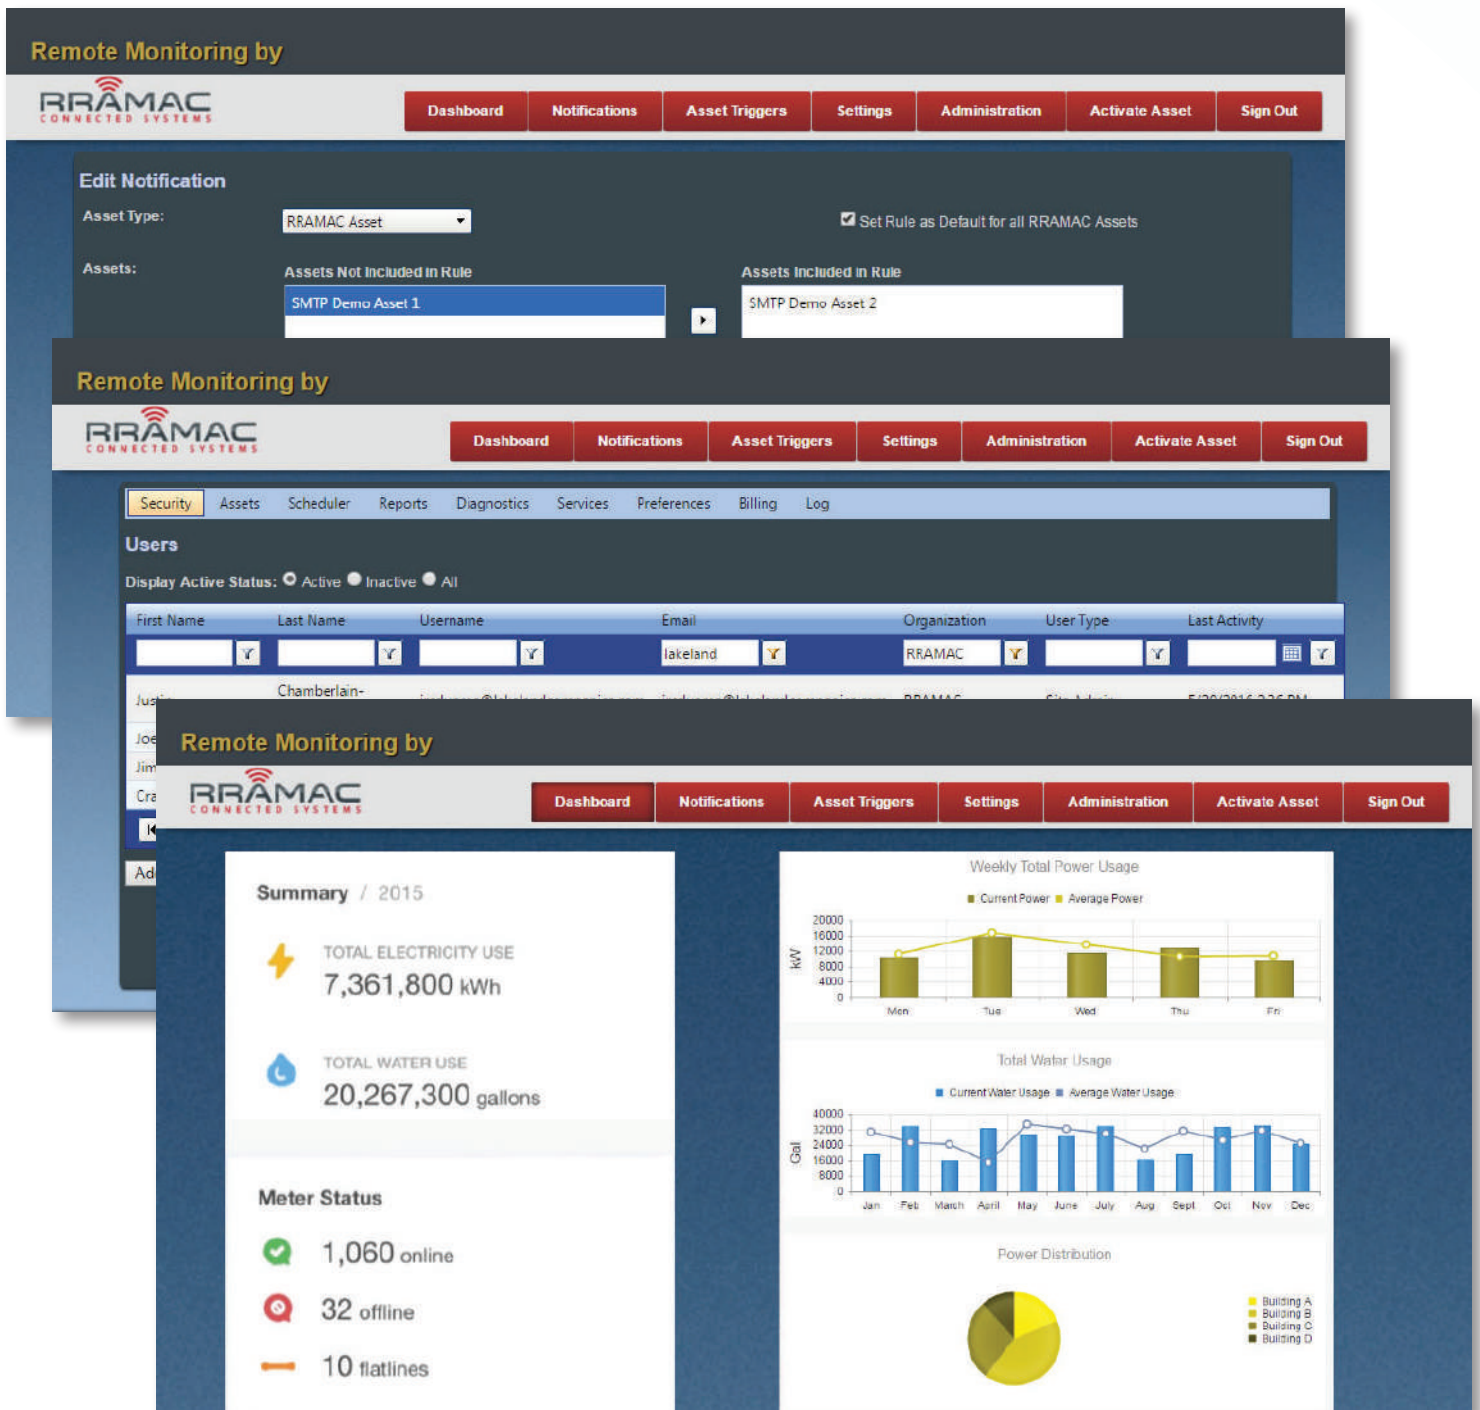 Remote Monitoring by
RRAMAC
CONNECTED SYSTEMS
Dashboard Notifications Asset Triggers Settings Administration Activate Asset Sign Out
Edit Notification
Asset Type:
RRAMAC Asset
Set Rule as Default for all RRAMAC Assets
Assets:
Assets Not Included in Rule
Assets Included in Rule
SMTP Demo Asset 1
SMTP Demo Asset 2
Remote Monitoring by
RRAMAC
CONNECTED SYSTEMS
Dashboard Notifications Asset Triggers Settings Administration Activate Asset Sign Out
Security Assets Scheduler Reports Diagnostics Services Preferences Billing Log
Users
Display Active Status: Active Inactive All
First Name Last Name Username Email Organization User Type Last Activity
lakeland RRAMAC
Chamberlain-
Joe
Jim
Remote Monitoring by
RRAMAC
CONNECTED SYSTEMS
Dashboard Notifications Asset Triggers Settings Administration Activate Asset Sign Out
Summary / 2015
TOTAL ELECTRICITY USE
7,361,800 kWh
TOTAL WATER USE
20,267,300 gallons
Meter Status
1,060 online
32 offline
10 flatlines
Weekly Total Power Usage
Current Power Average Power
20000
16000
12000
8000
4000
0
kW
Mon Tue Wed Thu Fri
Total Water Usage
Current Water Usage Average Water Usage
40000
32000
24000
16000
8000
0
Gal
Jan Feb March April May June July Aug Sept Oct Nov Dec
Power Distribution
Building A
Building B
Building C
Building D